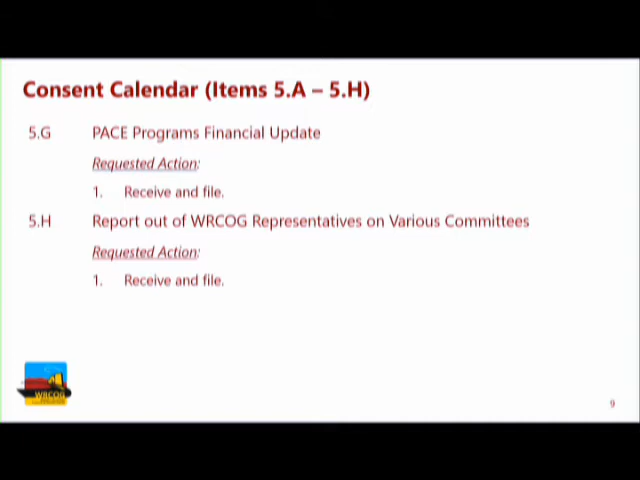 Consent Calendar (Items 5.A – 5.H)
5.G PACE Programs Financial Update
Requested Action:
1. Receive and file.
5.H Report out of WRCOG Representatives on Various Committees
Requested Action:
1. Receive and file.
WRCOG
9